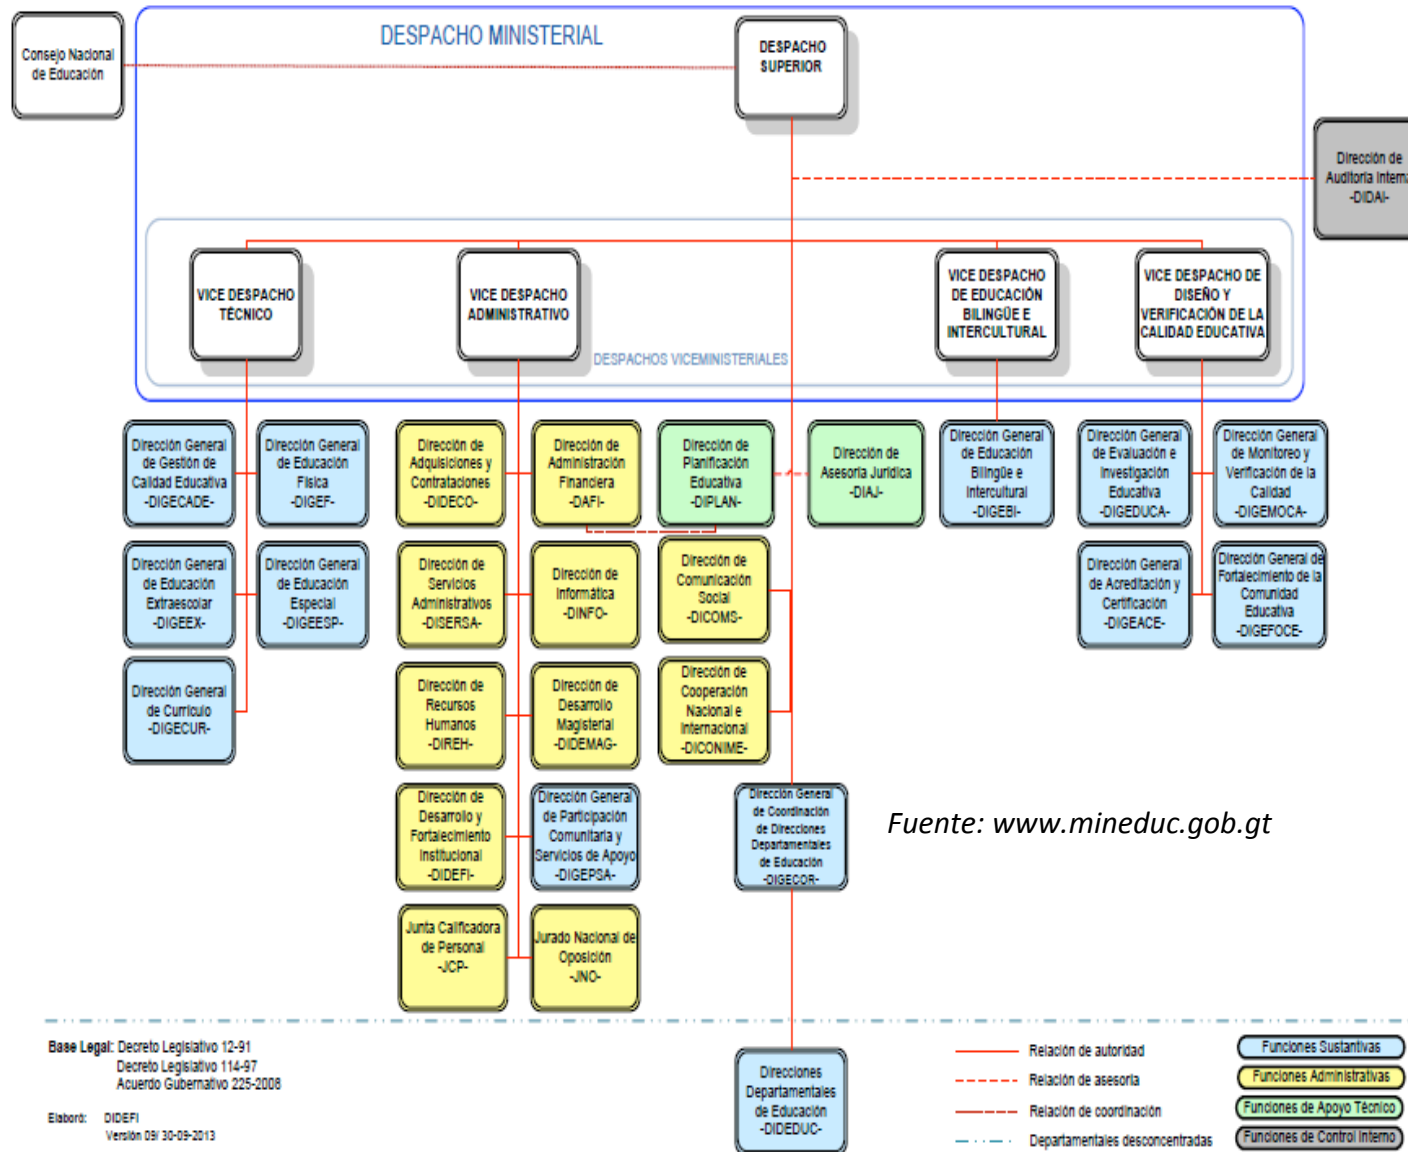 DESPACHO MINISTERIAL
Consejo Nacional
de Educación
DESPACHO
SUPERIOR
Dirección de
Auditoria Interna
-DIDAI-
VICE DESPACHO
TÉCNICO
VICE DESPACHO
ADMINISTRATIVO
VICE DESPACHO
DE EDUCACIÓN
BILINGÜE E
INTERCULTURAL
VICE DESPACHO DE
DISEÑO Y
VERIFICACIÓN DE LA
CALIDAD EDUCATIVA
DESPACHOS VICEMINISTERIALES
Dirección General
de Gestión de
Calidad Educativa
-DIGECADE-
Dirección General
de Educación
Física
-DIGEF-
Dirección de
Adquisiciones y
Contrataciones
-DIDECO-
Dirección de
Administración
Financiera
-DAFI-
Dirección de
Planificación
Educativa
-DIPLAN-
Dirección de
Asesoría Jurídica
-DIAJ-
Dirección General
de Educación
Bilingüe e
Intercultural
-DIGEBI-
Dirección General
de Evaluación e
Investigación
Educativa
-DIGEDUCA-
Dirección General
de Monitoreo y
Verificación de la
Calidad
-DIGEMOCA-
Dirección General
de Educación
Extraescolar
-DIGEEX-
Dirección General
de Educación
Especial
-DIGEESP-
Dirección de
Servicios
Administrativos
-DISERSA-
Dirección de
Informática
-DINFO-
Dirección de
Comunicación
Social
-DICOMS-
Dirección General
de Acreditación y
Certificación
-DIGEACE-
Dirección General de
Fortalecimiento de la
Comunidad
Educativa
-DIGEFOCE-
Dirección General
de Currículo
-DIGECUR-
Dirección de
Recursos
Humanos
-DIREH-
Dirección de
Desarrollo
Magisterial
-DIDEMAG-
Dirección de
Cooperación
Nacional e
Internacional
-DICONIME-
Dirección de
Desarrollo y
Fortalecimiento
Institucional
-DIDEFI-
Dirección General
de Participación
Comunitaria y
Servicios de Apoyo
-DIGEPSA-
Dirección General
de Coordinación
de Direcciones
Departamentales
de Educación
-DIGECOR-
Fuente: www.mineduc.gob.gt
Junta Calificadora
de Personal
-JCP-
Jurado Nacional de
Oposición
-JNO-
Base Legal: Decreto Legislativo 12-91
Decreto Legislativo 114-97
Acuerdo Gubernativo 225-2008
Elaboró: DIDEFI
Versión 09/ 30-09-2013
Direcciones
Departamentales
de Educación
-DIDEDUC-
Relación de autoridad
Relación de asesoria
Relación de coordinación
Departamentales desconcentradas
Funciones Sustantivas
Funciones Administrativas
Funciones de Apoyo Técnico
Funciones de Control Interno